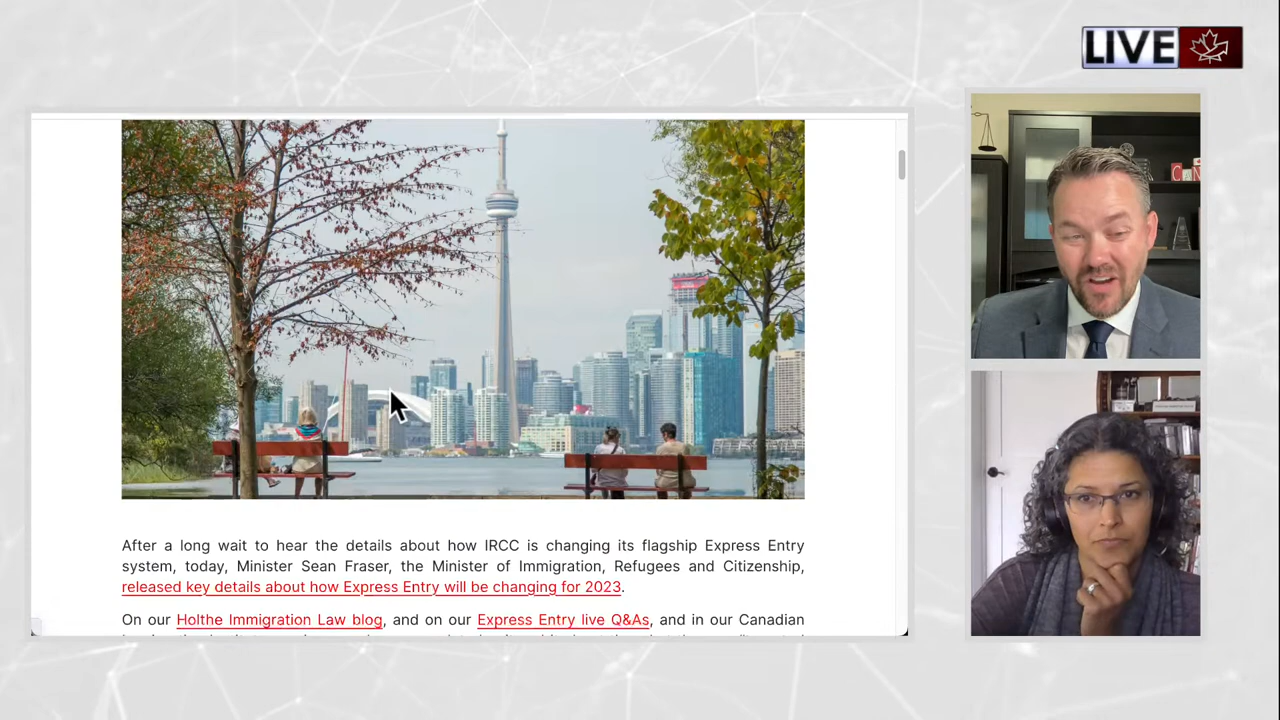 LIVE
After a long wait to hear the details about how IRCC is changing its flagship Express Entry
system, today, Minister Sean Fraser, the Minister of Immigration, Refugees and Citizenship,
released key details about how Express Entry will be changing for 2023.
On our Holthe Immigration Law blog, and on our Express Entry live Q&As, and in our Canadian